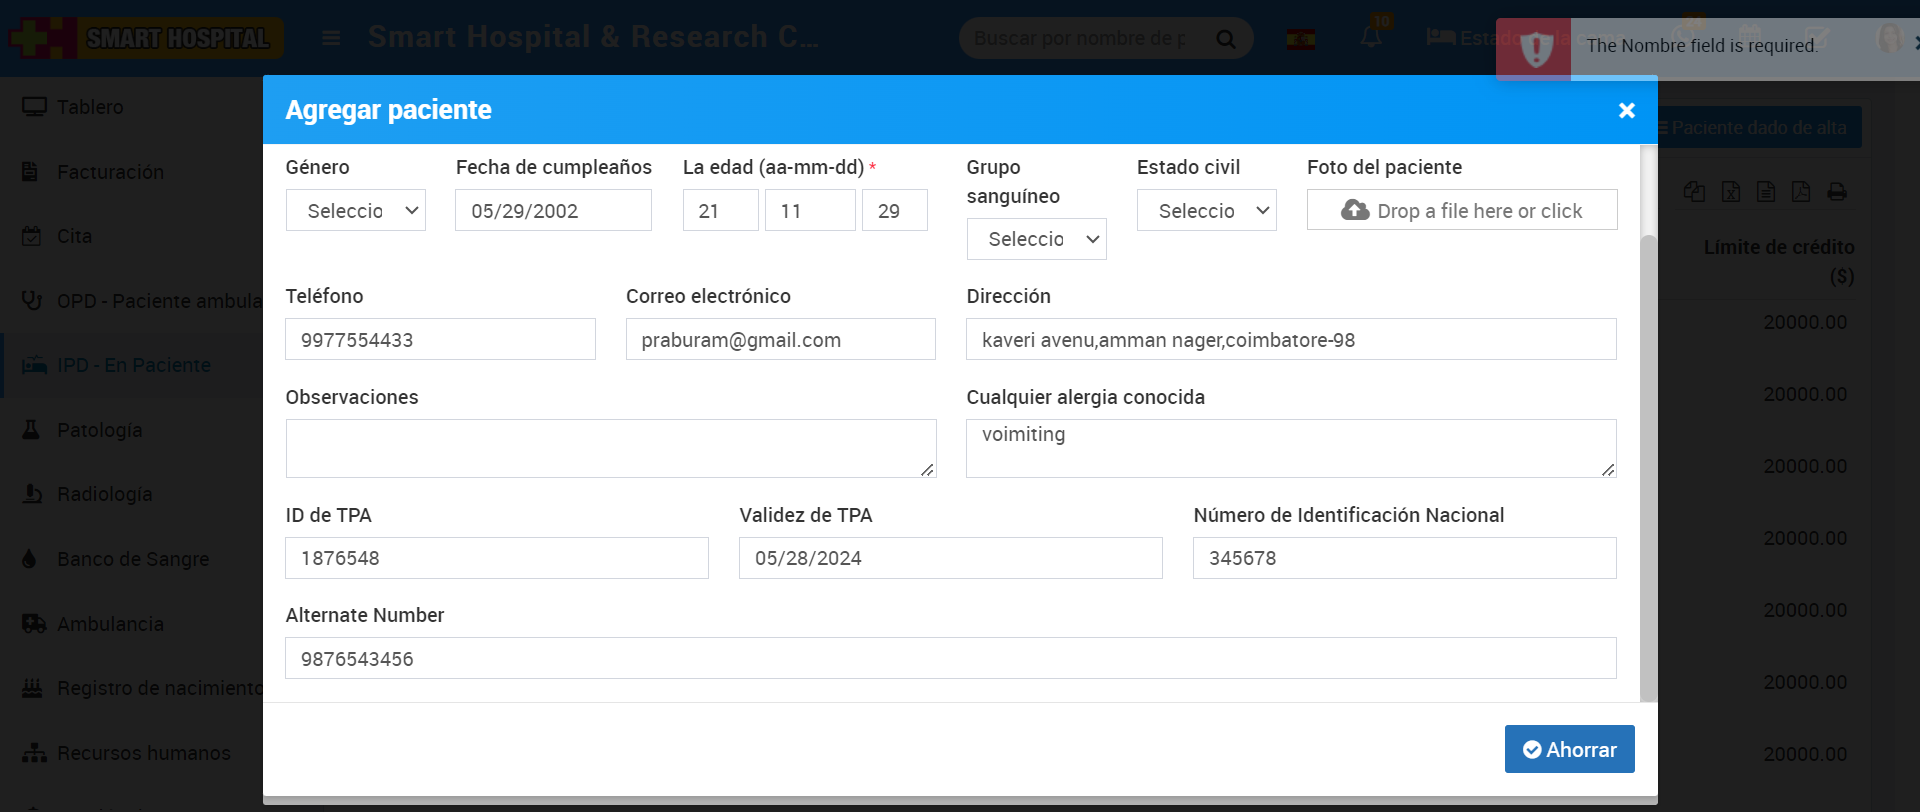 SMART HOSPITAL
Smart Hospital & Research C...
Buscar por nombre de p
10
The Nombre field is required.
Tablero
Facturación
Cita
OPD - Paciente ambula
IPD - En Paciente
Patología
Radiología
Banco de Sangre
Ambulancia
Registro de nacimiento
Recursos humanos
Agregar paciente
Género
Seleccio
Fecha de cumpleaños
05/29/2002
La edad (aa-mm-dd) *
21
11
29
Grupo
sanguíneo
Seleccio
Estado civil
Seleccio
Foto del paciente
Drop a file here or click
Teléfono
9977554433
Correo electrónico
praburam@gmail.com
Dirección
kaveri avenu,amman nager,coimbatore-98
Observaciones
Cualquier alergia conocida
voimiting
ID de TPA
1876548
Validez de TPA
05/28/2024
Número de Identificación Nacional
345678
Alternate Number
9876543456
Ahorrar
Paciente dado de alta
Límite de crédito
($)
20000.00
20000.00
20000.00
20000.00
20000.00
20000.00
20000.00